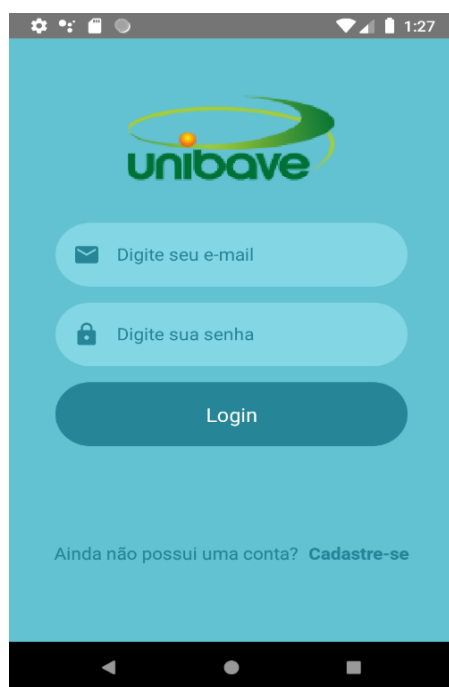 1:27
unibave
Digite seu e-mail
Digite sua senha
Login
Ainda não possui uma conta? Cadastre-se